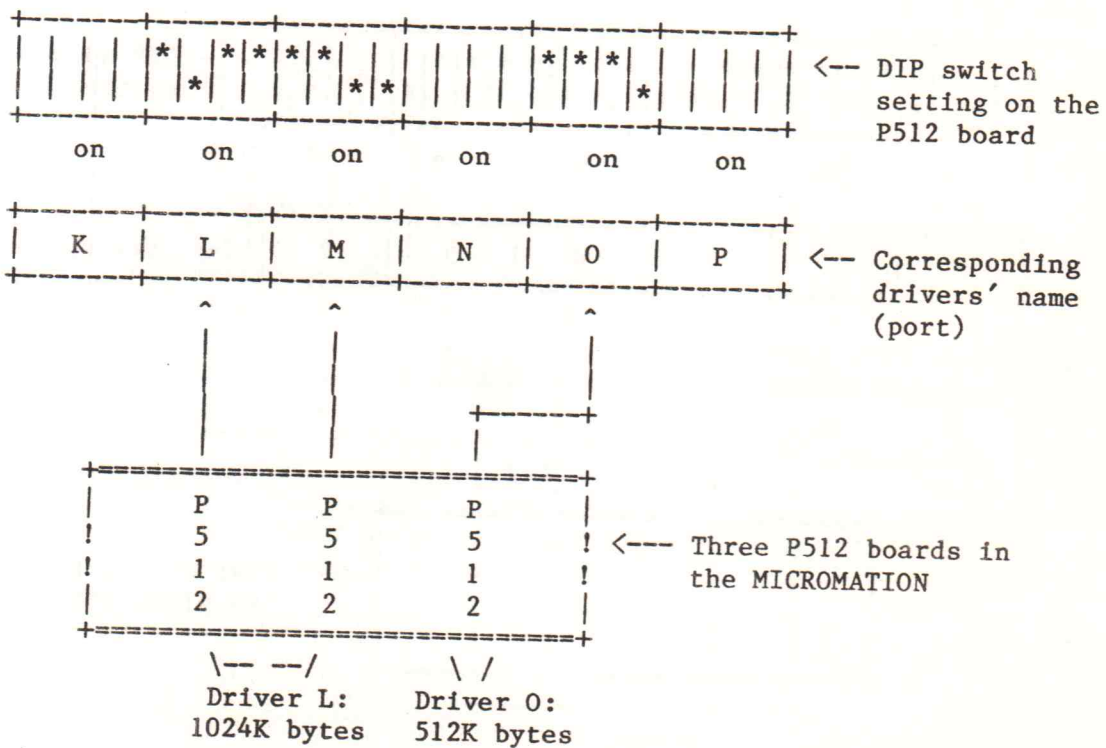 * * * * * * * * *
* * * *
<-- DIP switch
setting on the
P512 board
on on on on on on
K L M N O P
<-- Corresponding
drivers' name
(port)
P P P
5 5 5
1 1 1
2 2 2
<--- Three P512 boards in
the MICROMATION
Driver L: Driver O:
1024K bytes 512K bytes